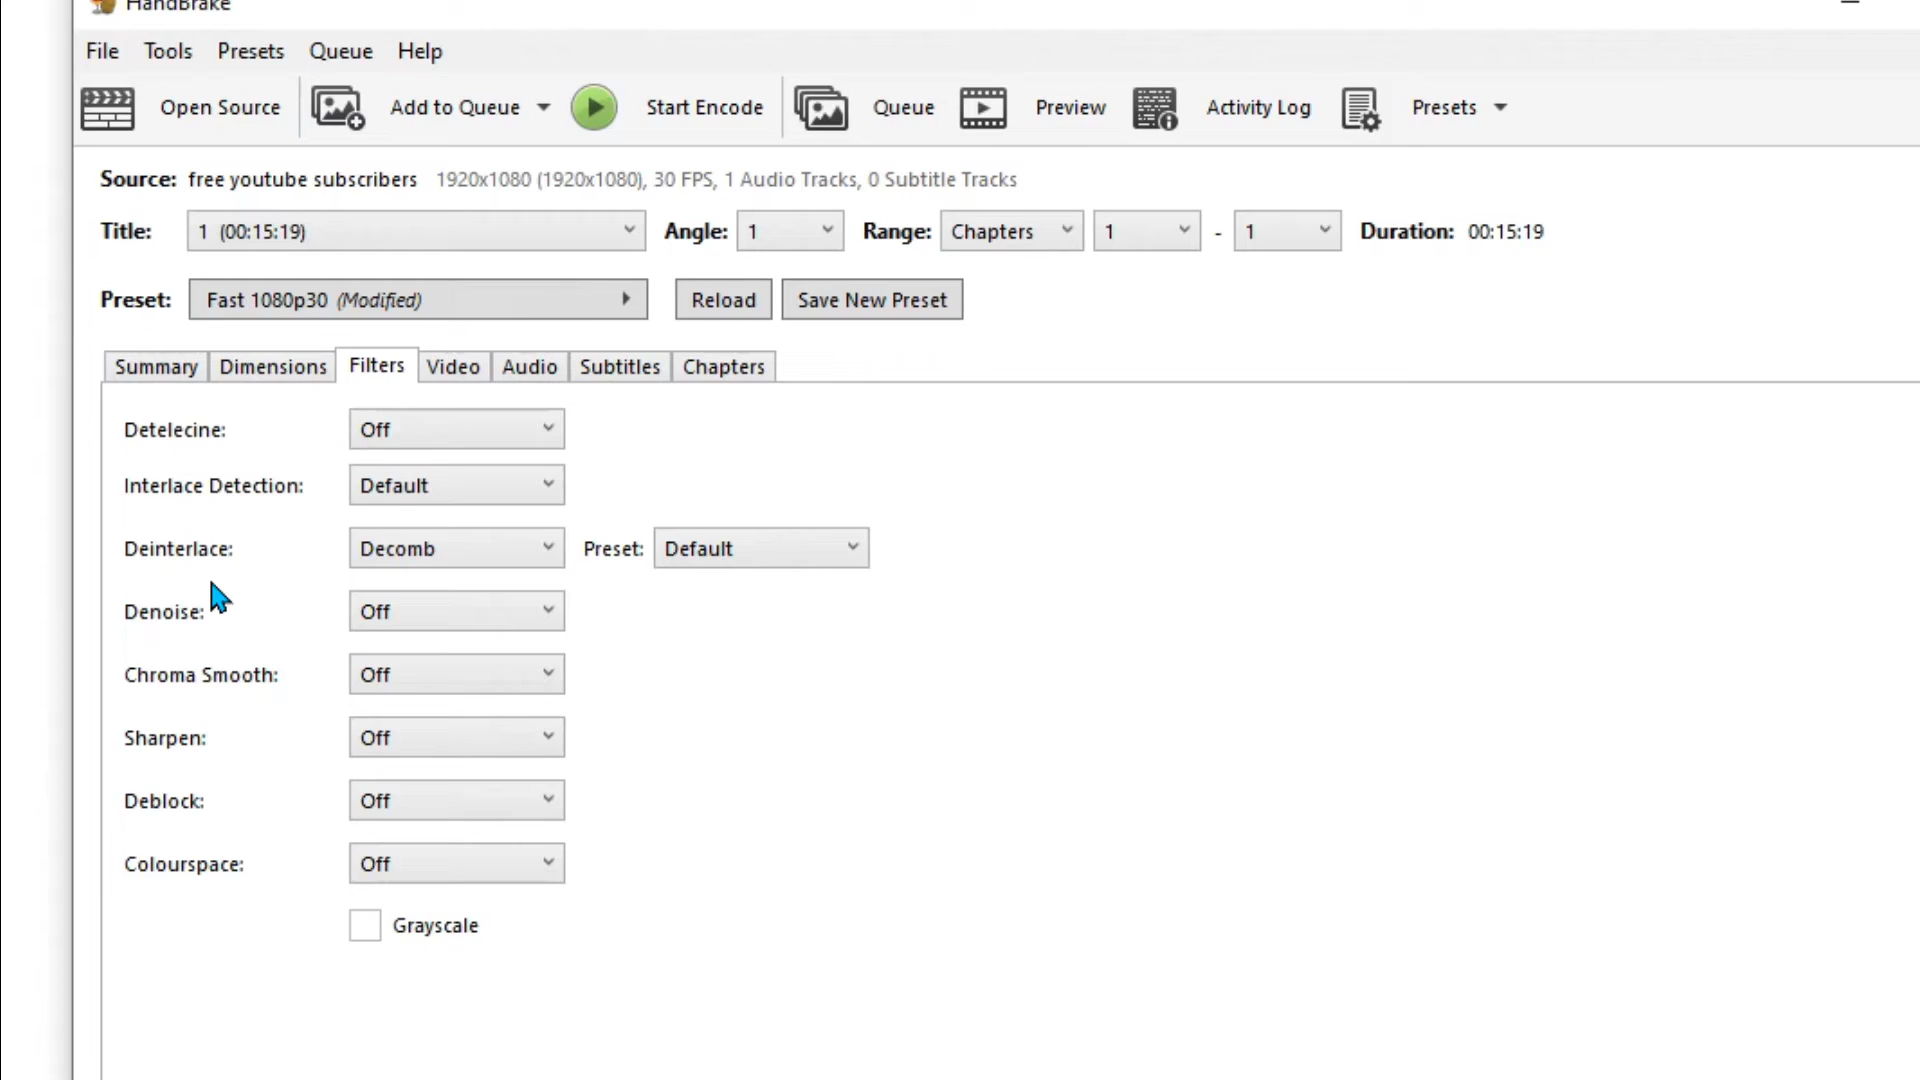 HandBrake
File Tools Presets Queue Help
Open Source Add to Queue Start Encode Queue Preview Activity Log Presets
Source: free youtube subscribers 1920x1080 (1920x1080), 30 FPS, 1 Audio Tracks, 0 Subtitle Tracks
Title: 1 (00:15:19) Angle: 1 Range: Chapters 1 - 1 Duration: 00:15:19
Preset: Fast 1080p30 (Modified) Reload Save New Preset
Summary Dimensions Filters Video Audio Subtitles Chapters
Detelecine: Off
Interlace Detection: Default
Deinterlace: Decomb Preset: Default
Denoise: Off
Chroma Smooth: Off
Sharpen: Off
Deblock: Off
Colourspace: Off
Grayscale